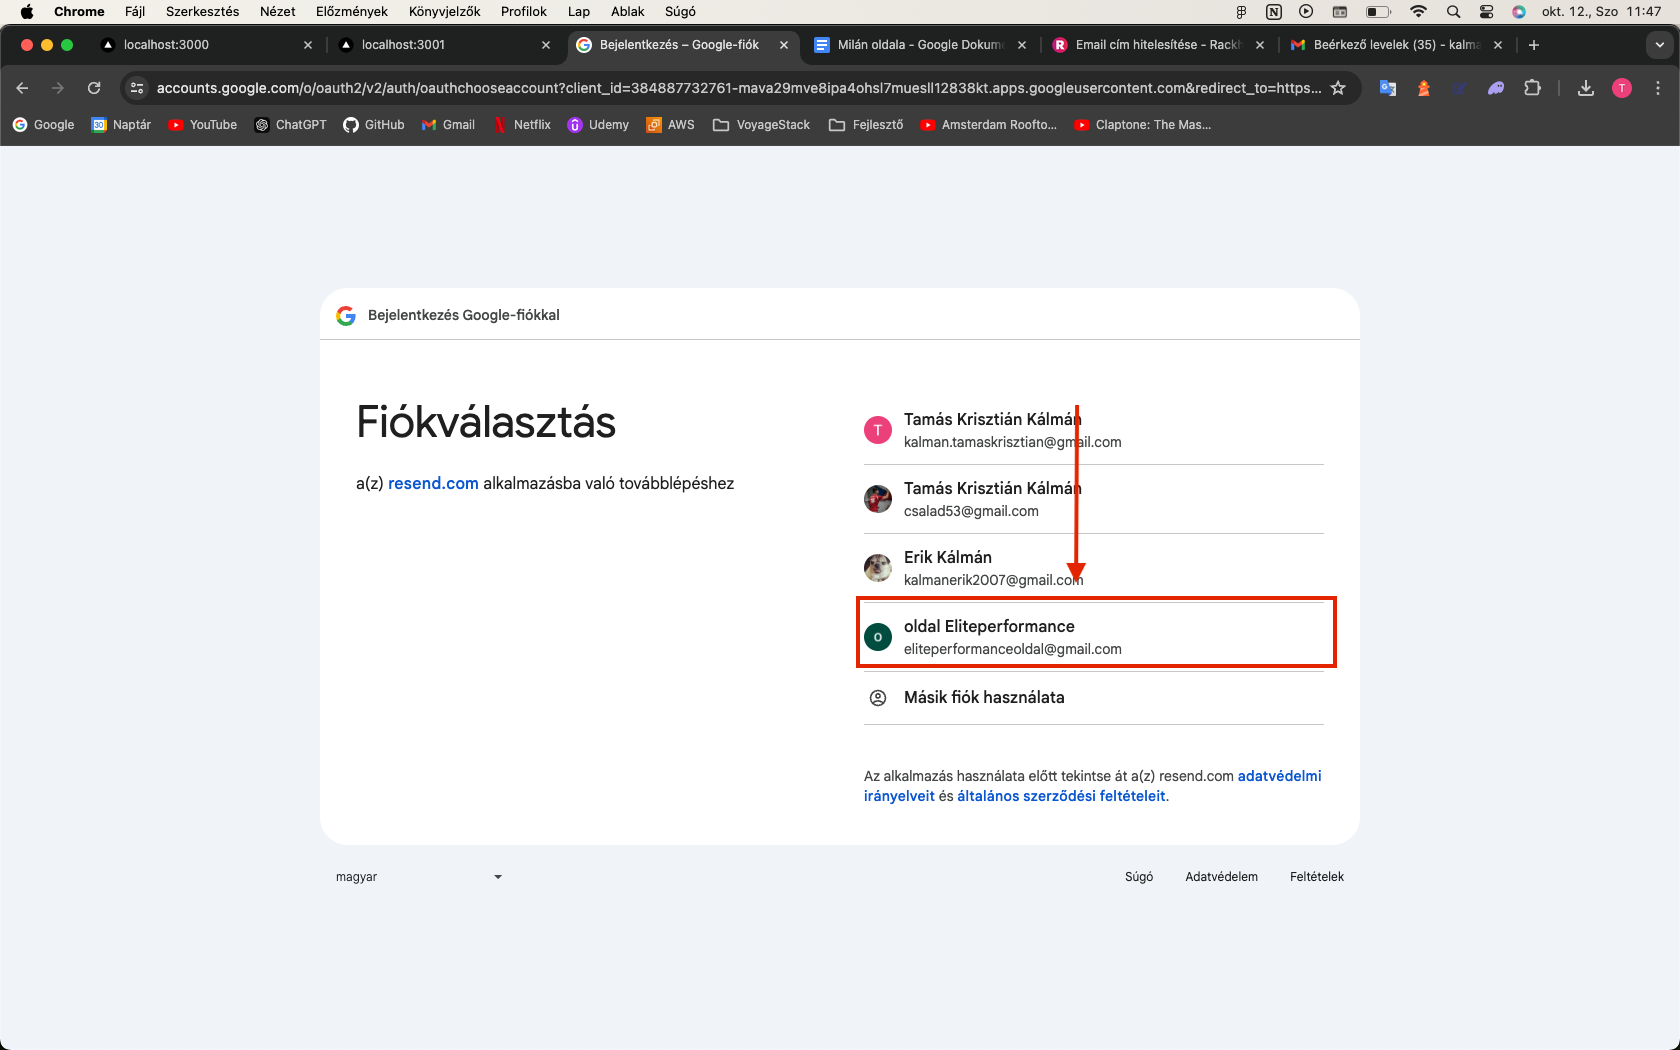 Chrome Fájl Szerkesztés Nézet Előzmények Könyvjelzők Profilok Lap Ablak Súgó okt. 12., Szo 11:47
localhost:3000 localhost:3001 Bejelentkezés – Google-fiók Milán oldala - Google Dokum Email cím hitelesítése - Rackh Beérkező levelek (35) - kalma
accounts.google.com/o/oauth2/v2/auth/oauthchooseaccount?client_id=384887732761-mava29mve8ipa4ohsl7muesll12838kt.apps.googleusercontent.com&redirect_to=https... T
Google Naptár YouTube ChatGPT GitHub Gmail Netflix Udemy AWS VoyageStack Fejlesztő Amsterdam Roofto... Claptone: The Mas...
Bejelentkezés Google-fiókkal
Fiókválasztás
a(z) resend.com alkalmazásba való továbblépéshez
T
Tamás Krisztián Kálmán
kalman.tamaskrisztian@gmail.com
Tamás Krisztián Kálmán
csalad53@gmail.com
Erik Kálmán
kalmanerik2007@gmail.com
o
oldal Eliteperformance
eliteperformanceoldal@gmail.com
Másik fiók használata
Az alkalmazás használata előtt tekintse át a(z) resend.com adatvédelmi
irányelveit és általános szerződési feltételeit.
magyar Súgó Adatvédelem Feltételek